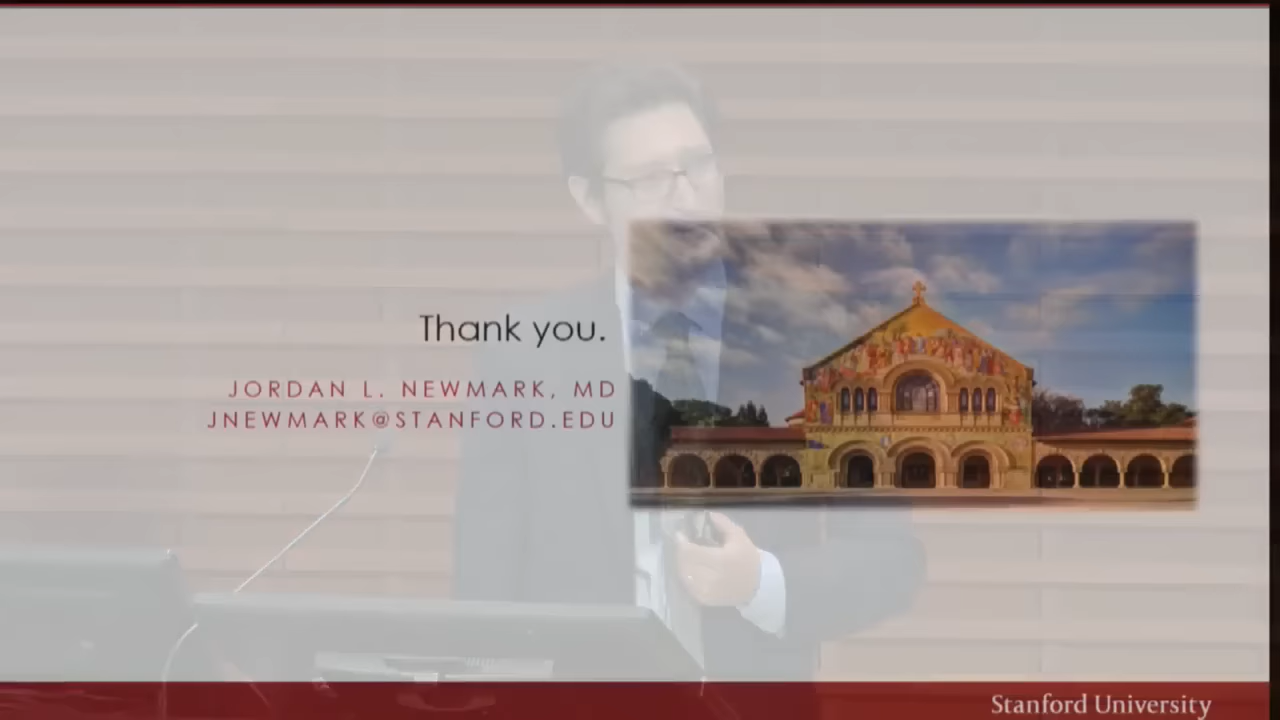 Thank you.
JORDAN L. NEWMARK, MD
JNEWMARK@STANFORD.EDU
Stanford University